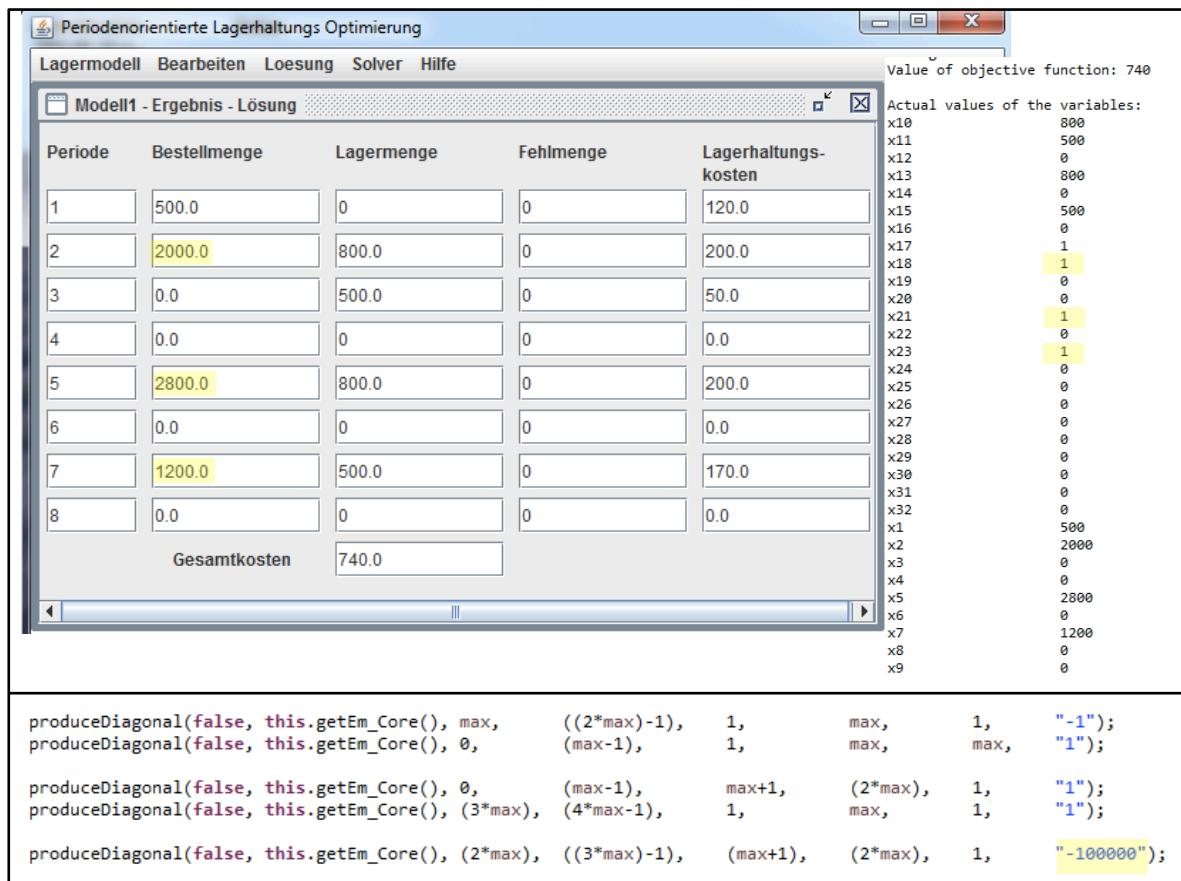 Periodenorientierte Lagerhaltungs Optimierung
Lagermodell Bearbeiten Loesung Solver Hilfe
Modell1 - Ergebnis - Lösung
Periode Bestellmenge Lagermenge Fehlmenge Lagerhaltungs-
kosten
1 500.0 0 0 120.0
2 2000.0 800.0 0 200.0
3 0.0 500.0 0 50.0
4 0.0 0 0 0.0
5 2800.0 800.0 0 200.0
6 0.0 0 0 0.0
7 1200.0 500.0 0 170.0
8 0.0 0 0 0.0
Gesamtkosten 740.0
Value of objective function: 740
Actual values of the variables:
x10 800
x11 500
x12 0
x13 800
x14 0
x15 500
x16 0
x17 1
x18 1
x19 0
x20 0
x21 1
x22 0
x23 1
x24 0
x25 0
x26 0
x27 0
x28 0
x29 0
x30 0
x31 0
x32 0
x1 500
x2 2000
x3 0
x4 0
x5 2800
x6 0
x7 1200
x8 0
x9 0
produceDiagonal(false, this.getEm_Core(), max, ((2*max)-1), 1, max, 1, "-1");
produceDiagonal(false, this.getEm_Core(), 0, (max-1), 1, max, max, "1");
produceDiagonal(false, this.getEm_Core(), 0, (max-1), max+1, (2*max), 1, "1");
produceDiagonal(false, this.getEm_Core(), (3*max), (4*max-1), 1, max, 1, "1");
produceDiagonal(false, this.getEm_Core(), (2*max), ((3*max)-1), (max+1), (2*max), 1, "-100000");